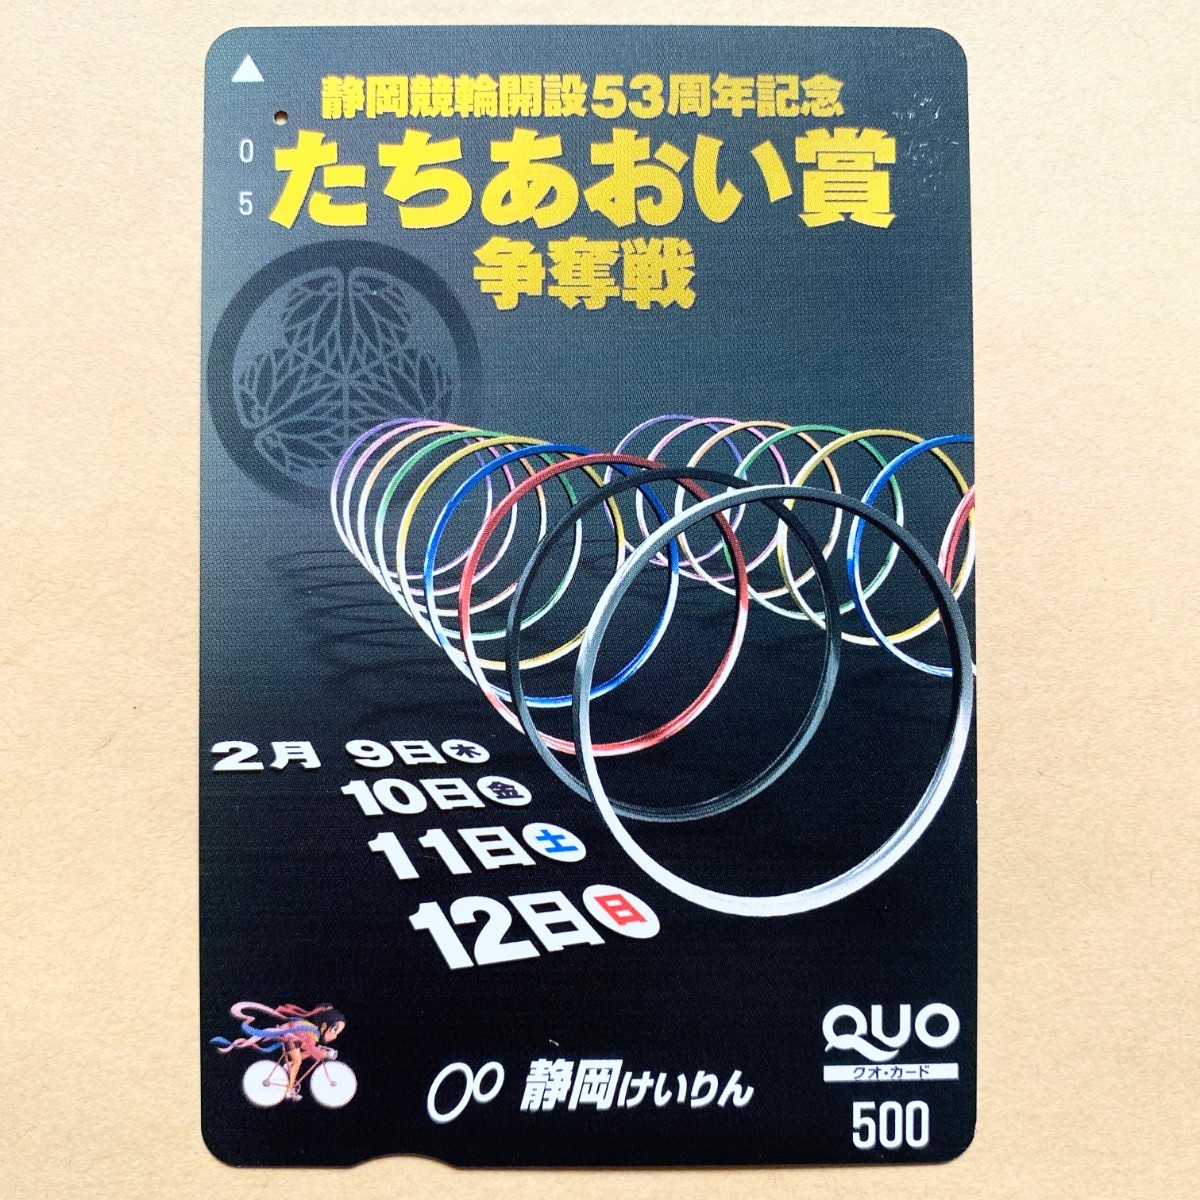 静岡競輪開設53周年記念
0
たちあおい賞
5
争奪戦
2月 9日木
10日金
11日土
12日日
QUO
クオ・カード
静岡けいりん
500